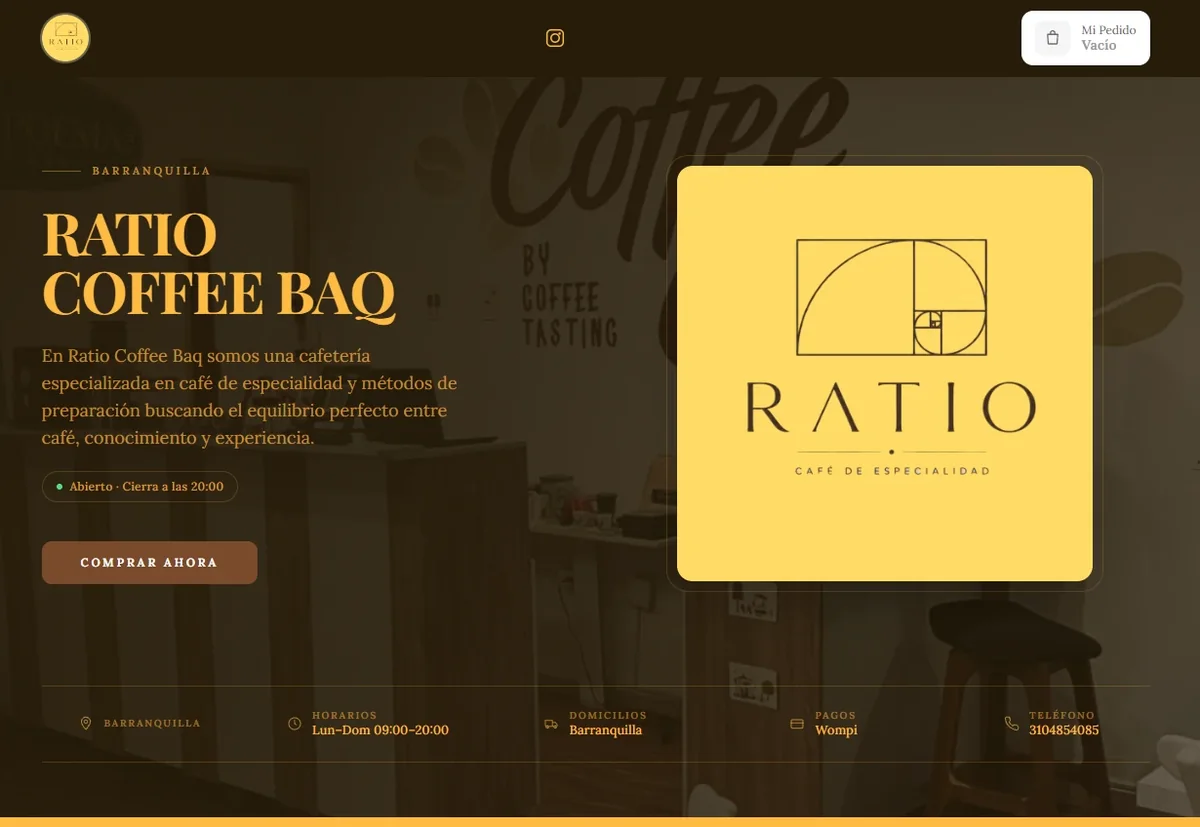 RATIO
Mi Pedido
Vacío
Coffee
BY
COFFEE
TASTING
BARRANQUILLA
RATIO
COFFEE BAQ
En Ratio Coffee Baq somos una cafetería
especializada en café de especialidad y métodos de
preparación buscando el equilibrio perfecto entre
café, conocimiento y experiencia.
Abierto · Cierra a las 20:00
COMPRAR AHORA
RATIO
CAFÉ DE ESPECIALIDAD
BARRANQUILLA
HORARIOS
Lun–Dom 09:00–20:00
DOMICILIOS
Barranquilla
PAGOS
Wompi
TELÉFONO
3104854085